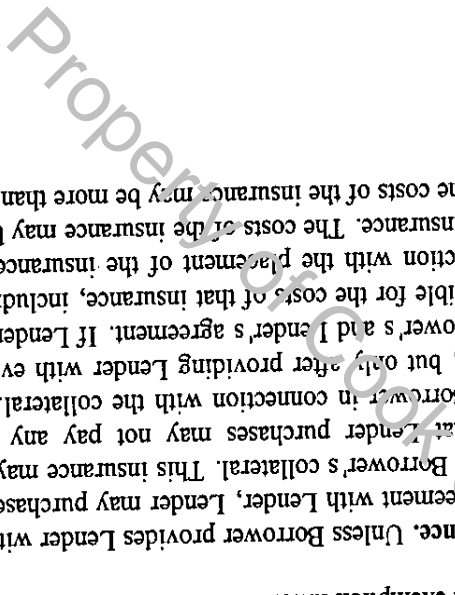 nce. Unless Borrower provides Lender wit
eement with Lender, Lender may purchase
Borrower's collateral. This insurance may
at Lender purchases may not pay any
orrower in connection with the collateral.
, but only after providing Lender with ev
ower's and Lender's agreement. If Lender
ible for the costs of that insurance, includi
ction with the placement of the insurance
nsurance. The costs of the insurance may b
ne costs of the insurance may be more than
Property of Cook